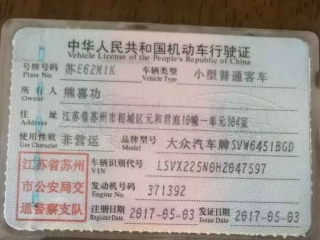 中华人民共和国机动车行驶证
Vehicle License of the People's Republic of China
号牌号码 苏E62M1K 车辆类型 小型普通客车
Plate No. Vehicle Type
所有人 熊喜功
Owner
住址 江苏省苏州市相城区元和 幢一单元304室
Address
使用性质 非营运 品牌型号 大众汽车牌SVW6451BGD
Use Character Model
江苏省苏州市公安局交通警察支队
车辆识别代号 LSVX225N0H2047597
VIN
发动机号码 371392
Engine No.
注册日期 2017-05-03 发证日期 2017-05-03
Register Date Issue Date